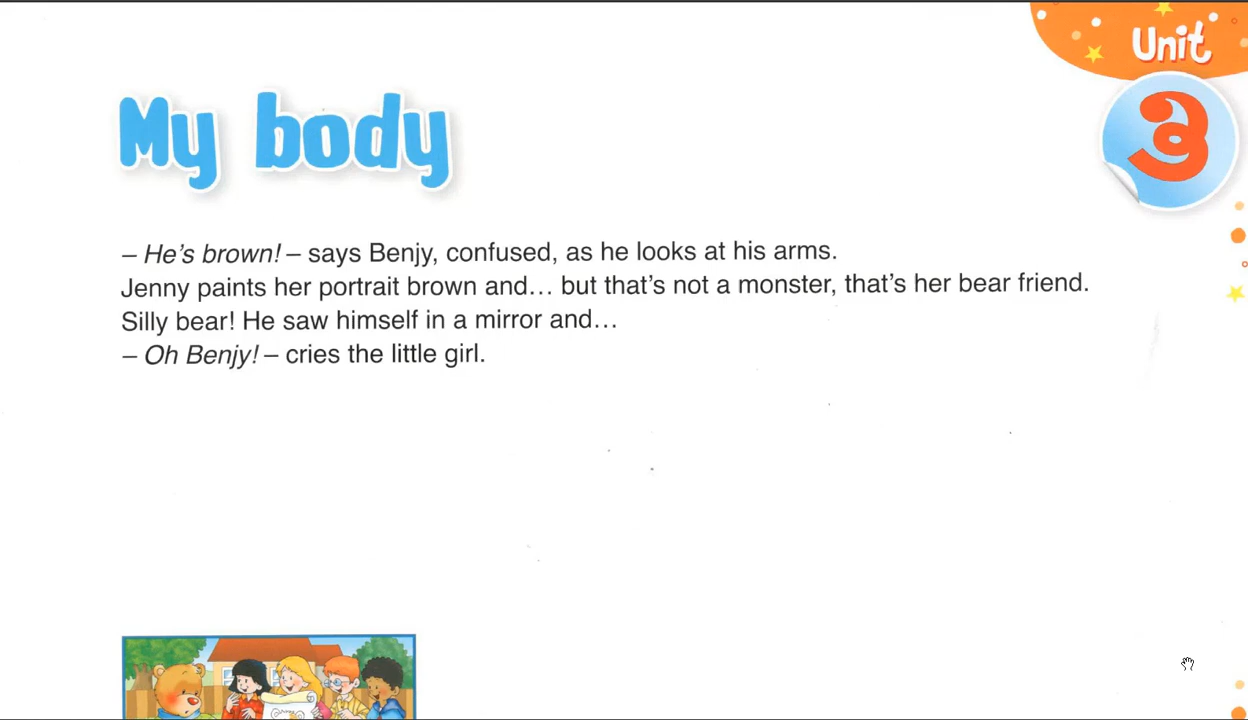 Unit
3
My body
– He's brown! – says Benjy, confused, as he looks at his arms.
Jenny paints her portrait brown and… but that's not a monster, that's her bear friend.
Silly bear! He saw himself in a mirror and…
– Oh Benjy! – cries the little girl.